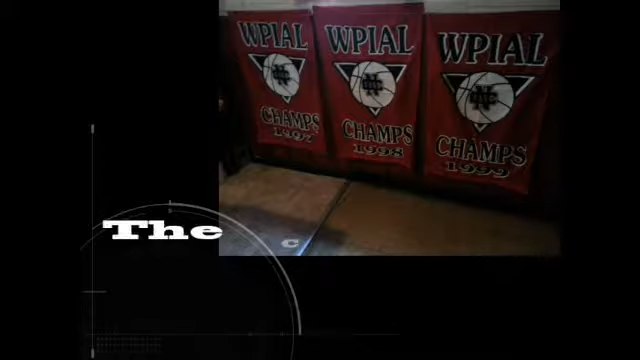 WPIAL
CHAMPS
1997
WPIAL
CHAMPS
1998
WPIAL
CHAMPS
1999
The
c